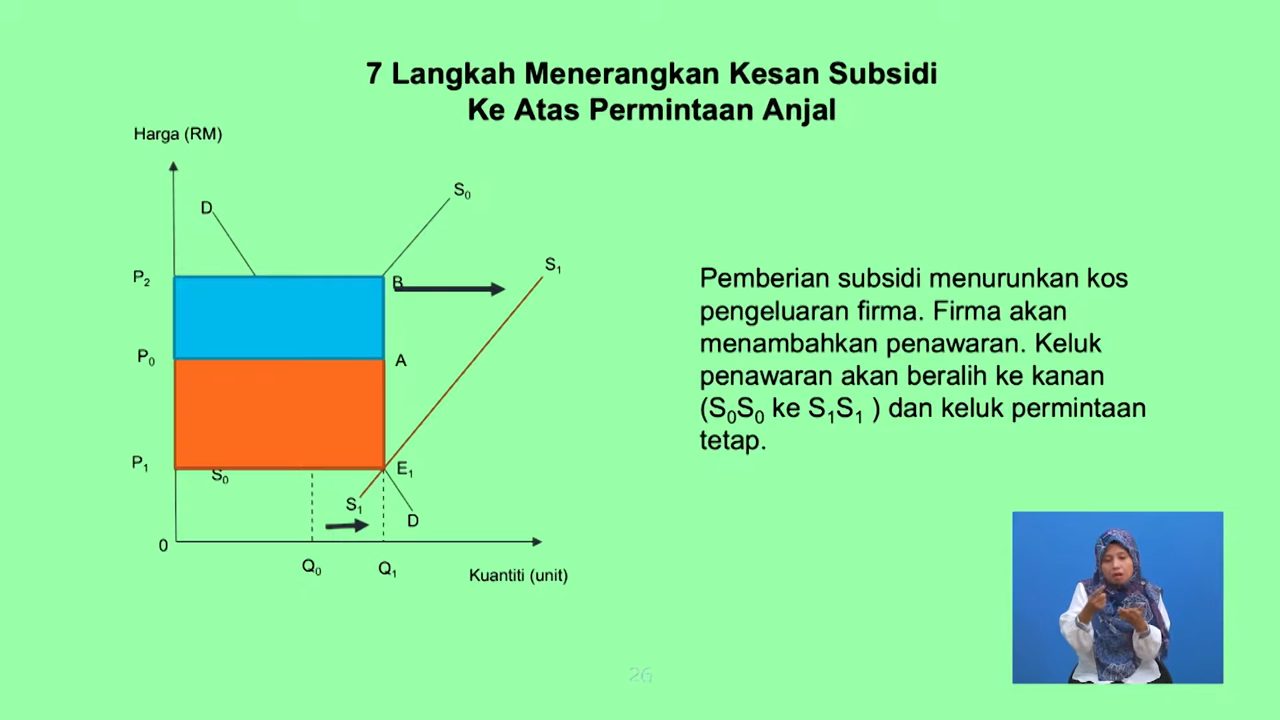 7 Langkah Menerangkan Kesan Subsidi
Ke Atas Permintaan Anjal
Harga (RM)
D
S₀
S₁
P₂
B
P₀
A
P₁
S₀
E₁
S₁
D
0
Q₀
Q₁
Kuantiti (unit)
Pemberian subsidi menurunkan kos
pengeluaran firma. Firma akan
menambahkan penawaran. Keluk
penawaran akan beralih ke kanan
(S₀S₀ ke S₁S₁ ) dan keluk permintaan
tetap.
26